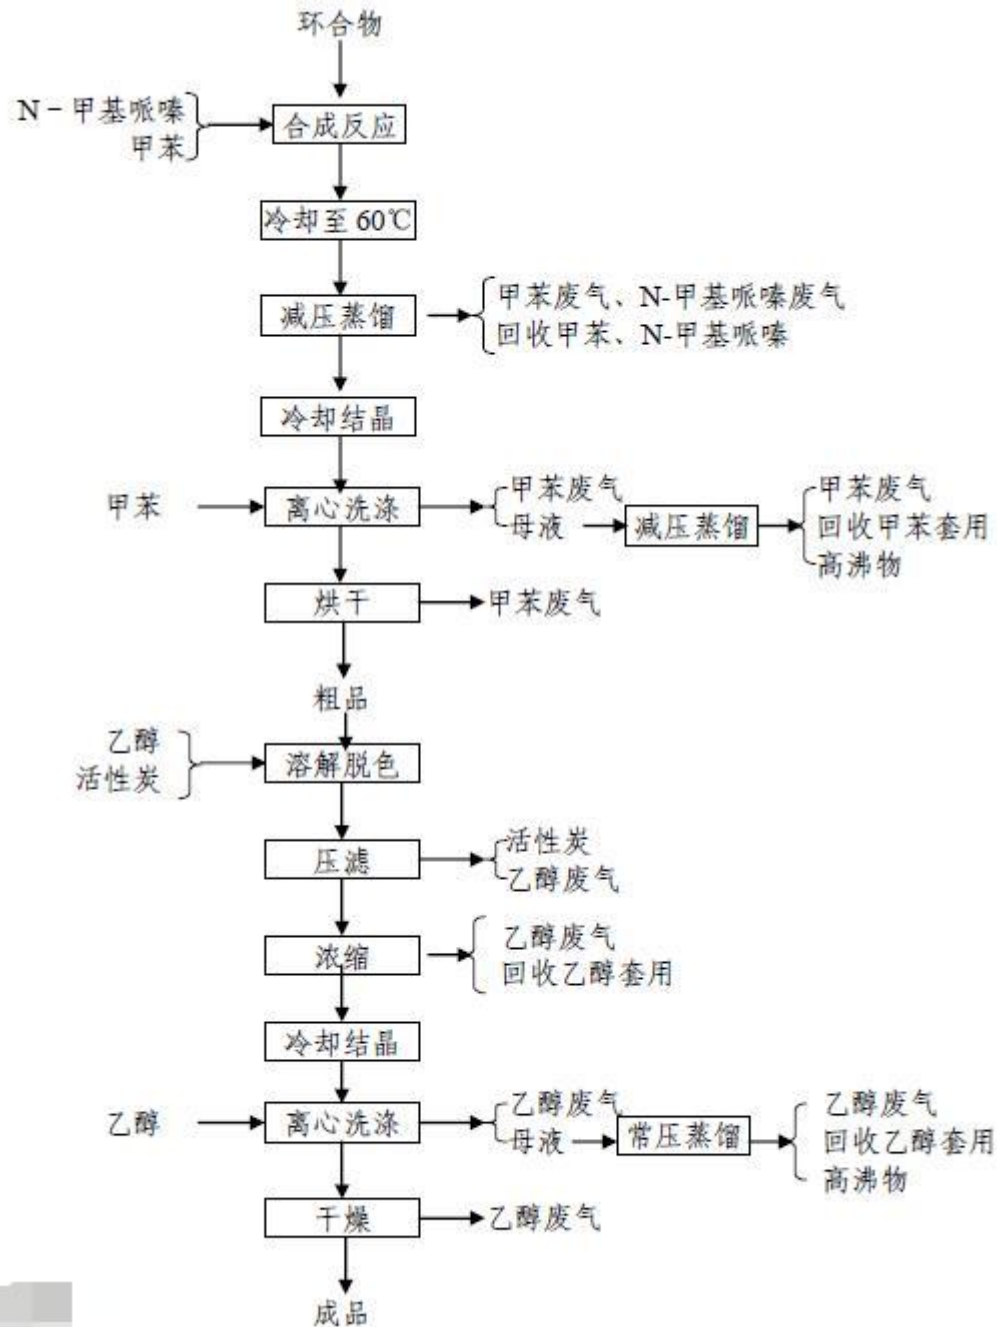 环合物
N－甲基哌嗪
甲苯
合成反应
冷却至60℃
减压蒸馏
甲苯废气、N-甲基哌嗪废气
回收甲苯、N-甲基哌嗪
冷却结晶
甲苯
离心洗涤
甲苯废气
母液
减压蒸馏
甲苯废气
回收甲苯套用
高沸物
烘干
甲苯废气
粗品
乙醇
活性炭
溶解脱色
压滤
活性炭
乙醇废气
浓缩
乙醇废气
回收乙醇套用
冷却结晶
乙醇
离心洗涤
乙醇废气
母液
常压蒸馏
乙醇废气
回收乙醇套用
高沸物
干燥
乙醇废气
成品